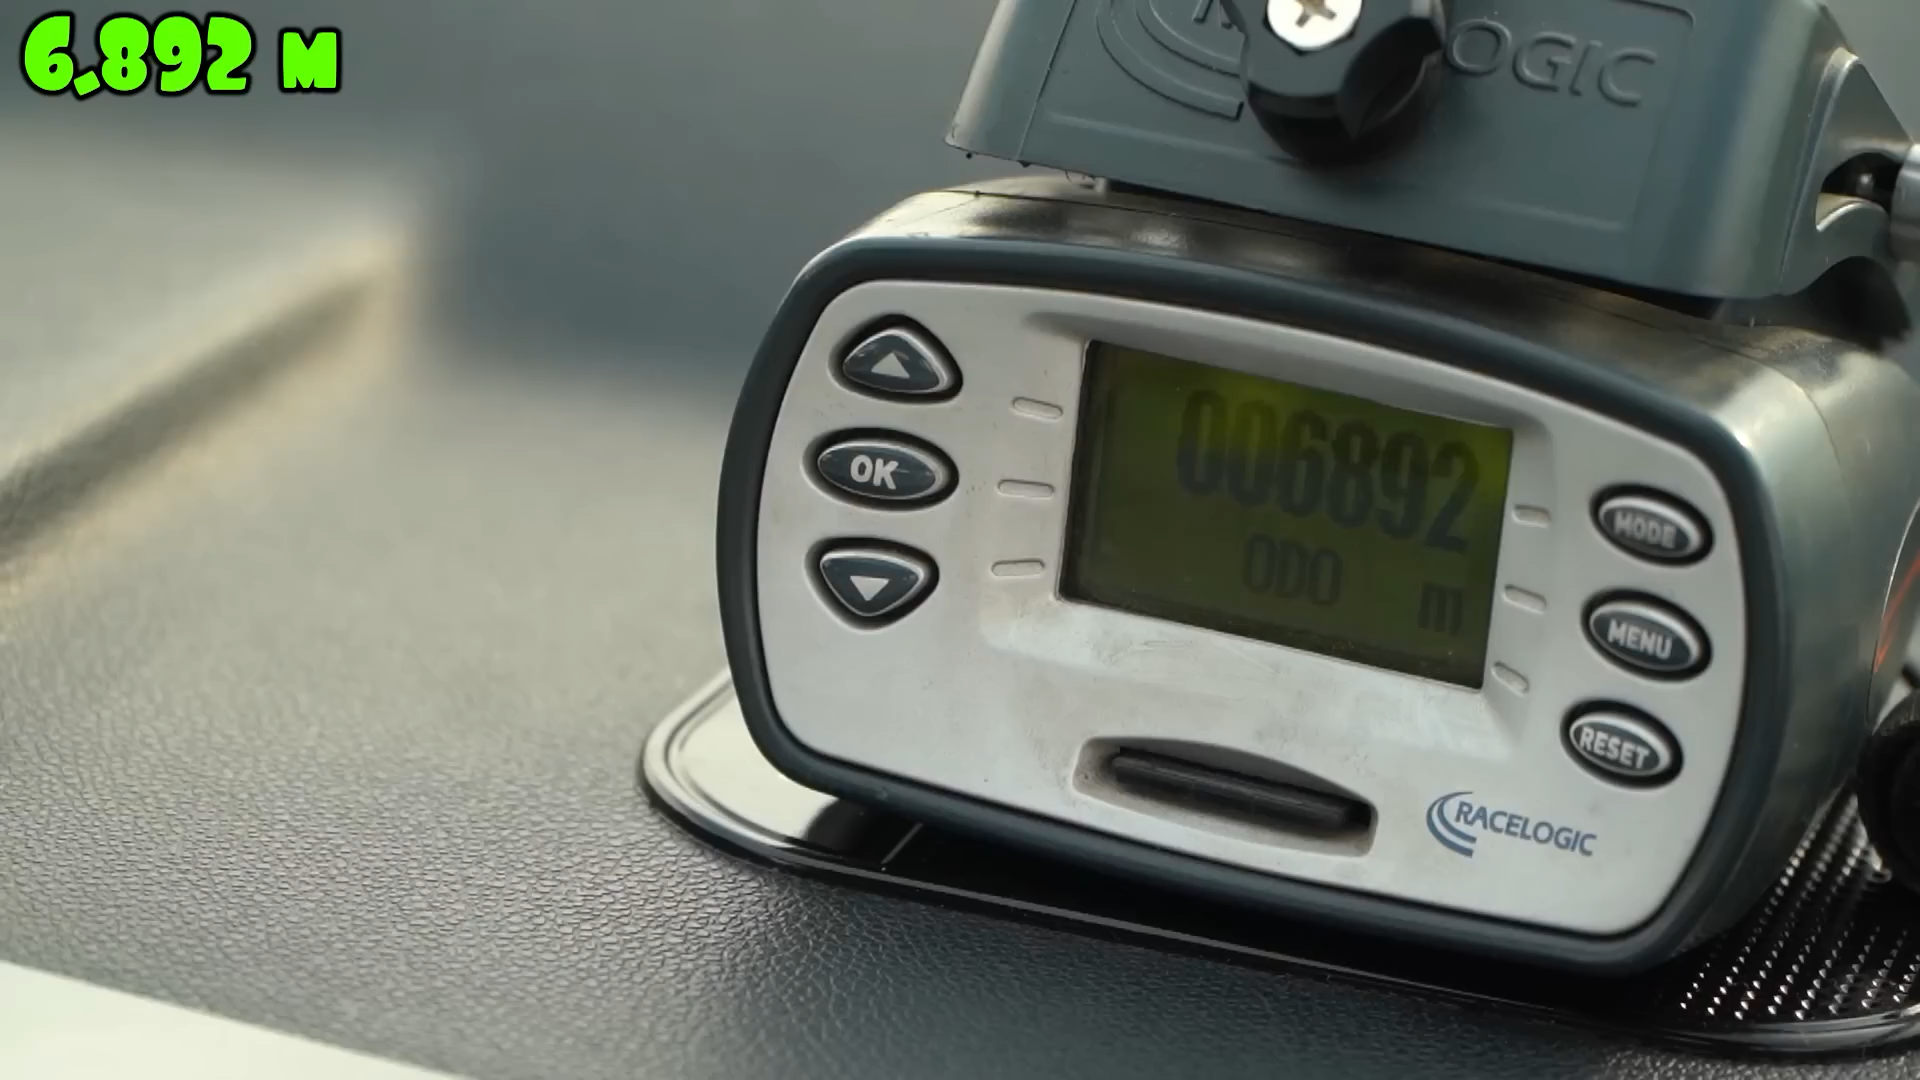 6,892 M
OGIC
006892
ODO m
OK
MODE
MENU
RESET
RACELOGIC